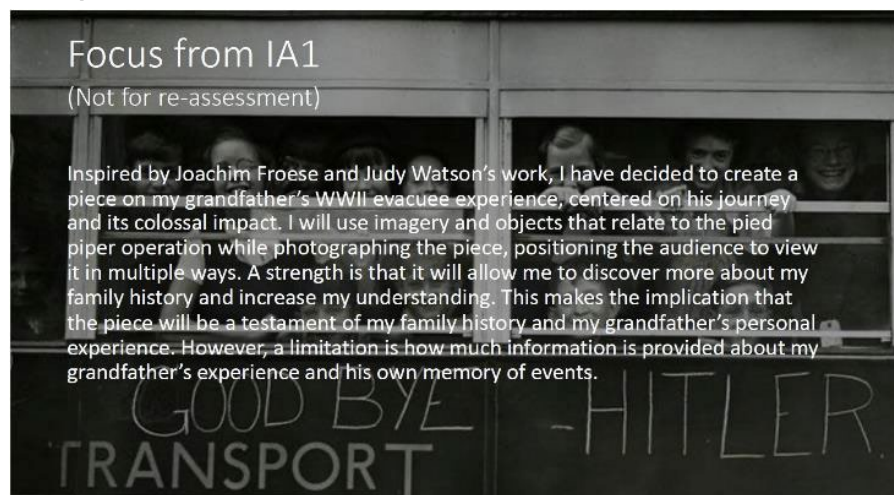 Focus from IA1
(Not for re-assessment)
Inspired by Joachim Froese and Judy Watson's work, I have decided to create a
piece on my grandfather's WWII evacuee experience, centered on his journey
and its colossal impact. I will use imagery and objects that relate to the pied
piper operation while photographing the piece, positioning the audience to view
it in multiple ways. A strength is that it will allow me to discover more about my
family history and increase my understanding. This makes the implication that
the piece will be a testament of my family history and my grandfather's personal
experience. However, a limitation is how much information is provided about my
grandfather's experience and his own memory of events.
GOOD BYE - HITLER.
TRANSPORT